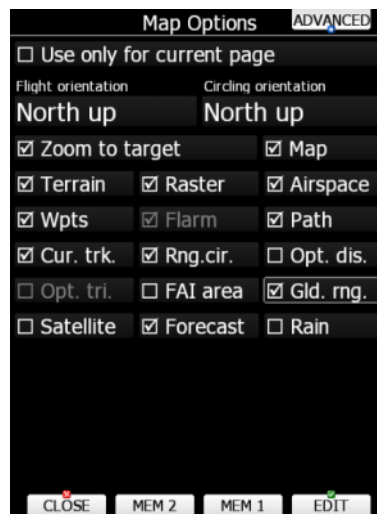 Map Options ADVANCED
Use only for current page
Flight orientation Circling orientation
North up North up
Zoom to target Map
Terrain Raster Airspace
Wpts Flarm Path
Cur. trk. Rng.cir. Opt. dis.
Opt. tri. FAI area Gld. rng.
Satellite Forecast Rain
CLOSE MEM 2 MEM 1 EDIT